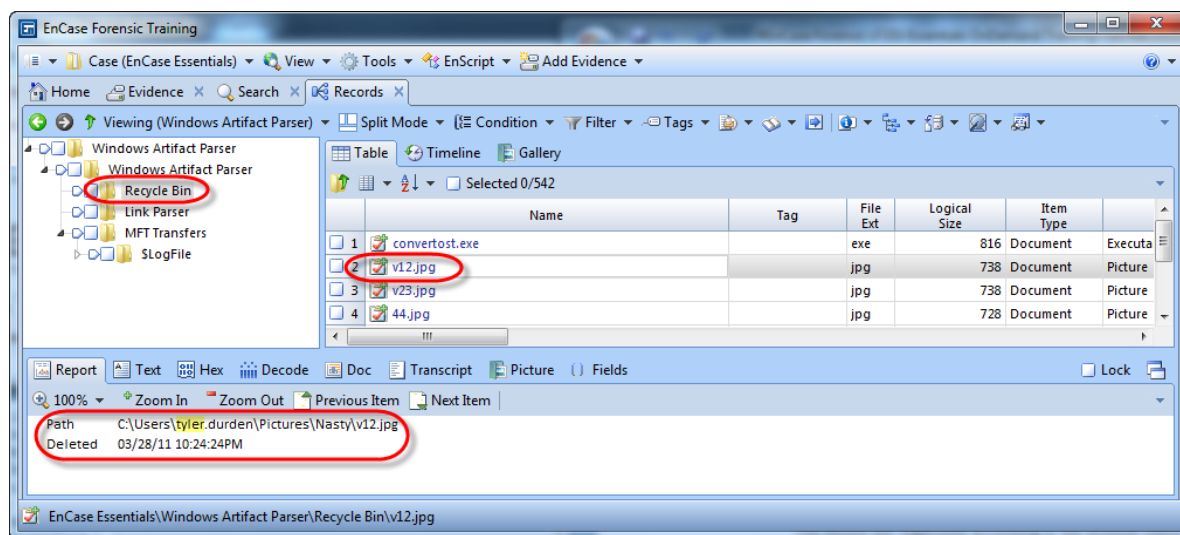 EnCase Forensic Training
Case (EnCase Essentials) View Tools EnScript Add Evidence
Home Evidence Search Records
Viewing (Windows Artifact Parser) Split Mode Condition Filter Tags
Windows Artifact Parser
Windows Artifact Parser
Recycle Bin
Link Parser
MFT Transfers
$LogFile
Table Timeline Gallery
Selected 0/542
Name Tag File Ext Logical Size Item Type
1 convertost.exe exe 816 Document Executa
2 v12.jpg jpg 738 Document Picture
3 v23.jpg jpg 738 Document Picture
4 44.jpg jpg 728 Document Picture
Report Text Hex Decode Doc Transcript Picture Fields Lock
100% Zoom In Zoom Out Previous Item Next Item
Path C:\Users\tyler.durden\Pictures\Nasty\v12.jpg
Deleted 03/28/11 10:24:24PM
EnCase Essentials\Windows Artifact Parser\Recycle Bin\v12.jpg